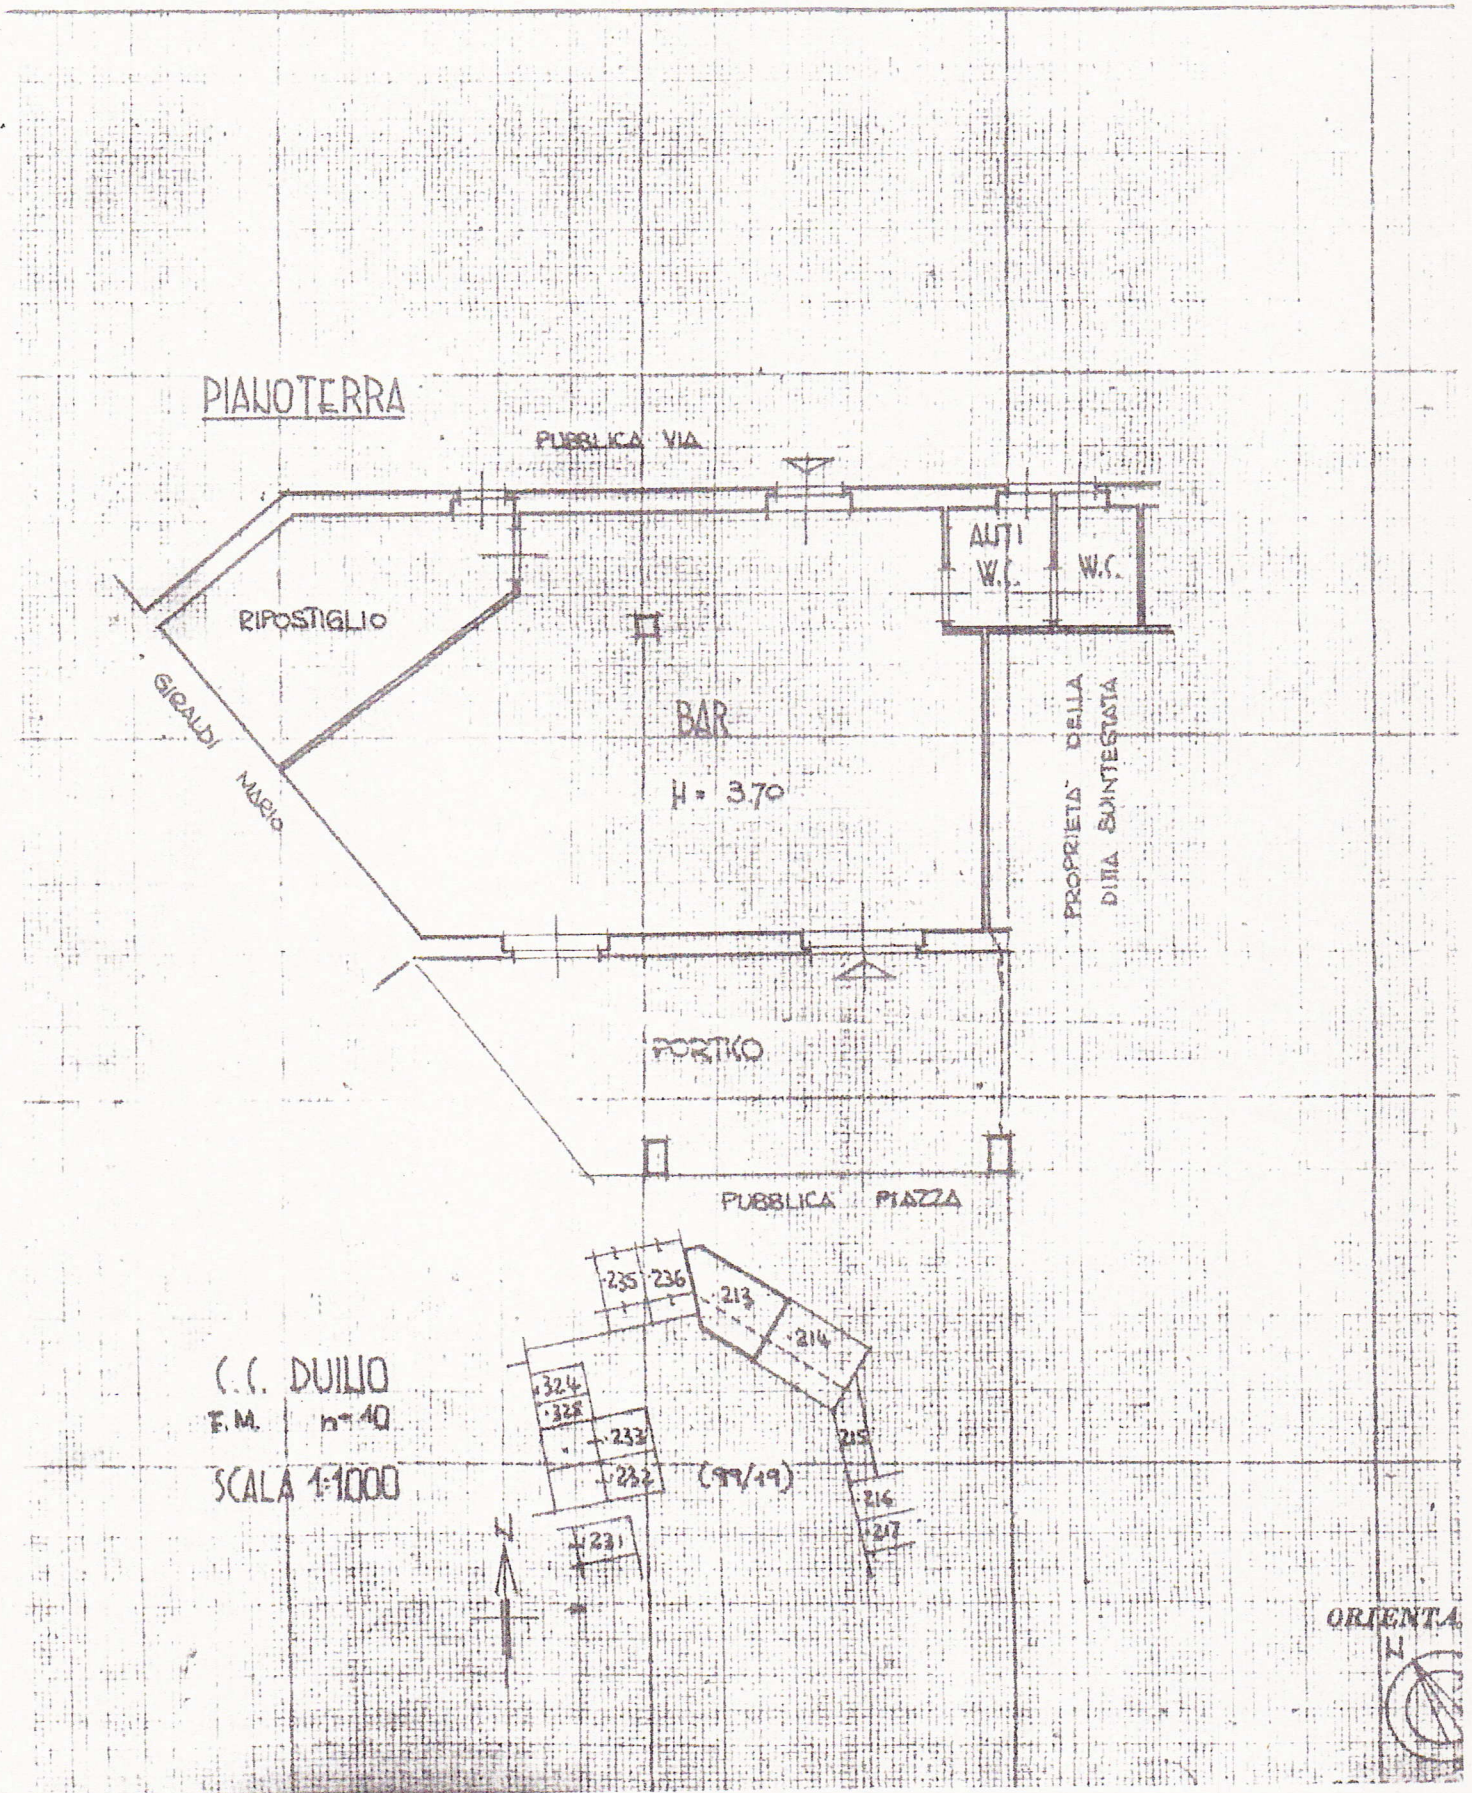 PIANOTERRA
PUBBLICA VIA
ANTI
W.C.
W.C.
RIPOSTIGLIO
GIRALDI MARIO
BAR
H = 3.70
PROPRIETA' DELLA
DITTA SUINTESTATA
PORTICO
PUBBLICA PIAZZA
.235 .236
.213
.214
C.C. DUILIO
F.M. n= 10
SCALA 1:1000
.324
.328
.233
.232
(99/19)
215
.216
.217
.231
N
ORIENTA
N